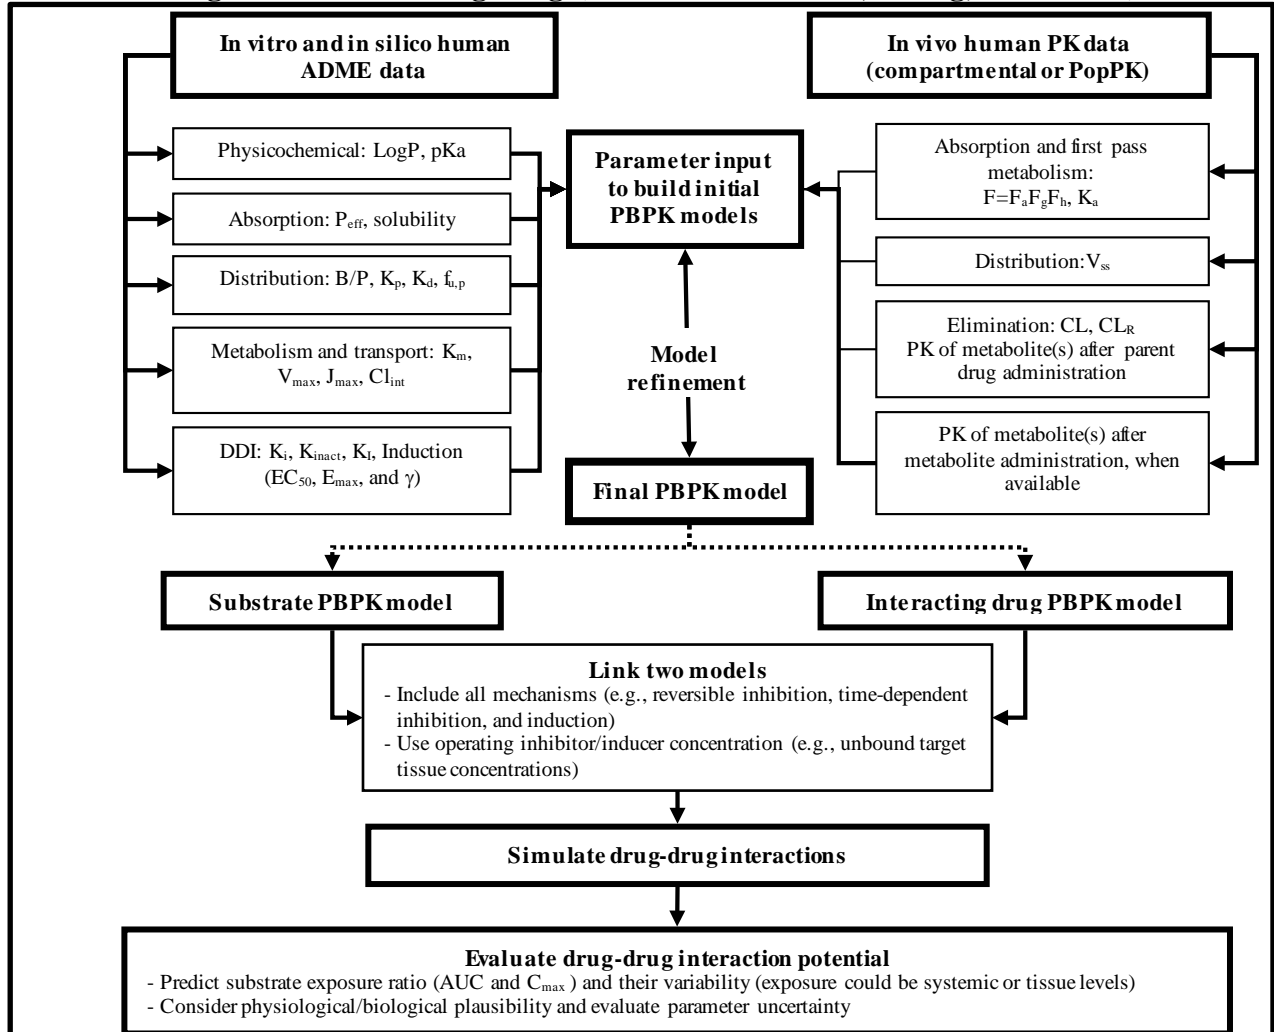 In vitro and in silico human
ADME data
In vivo human PK data
(compartmental or PopPK)
Physicochemical: LogP, pKa
Absorption: Peff, solubility
Distribution: B/P, Kp, Kd, fu,p
Metabolism and transport: Km,
Vmax, Jmax, Clint
DDI: Ki, Kinact, KI, Induction
(EC50, Emax, and γ)
Parameter input
to build initial
PBPK models
Absorption and first pass
metabolism:
F=FaFgFh, Ka
Distribution:Vss
Elimination: CL, CLR
PK of metabolite(s) after parent
drug administration
PK of metabolite(s) after
metabolite administration, when
available
Model
refinement
Final PBPK model
Substrate PBPK model
Interacting drug PBPK model
Link two models
- Include all mechanisms (e.g., reversible inhibition, time-dependent
inhibition, and induction)
- Use operating inhibitor/inducer concentration (e.g., unbound target
tissue concentrations)
Simulate drug-drug interactions
Evaluate drug-drug interaction potential
- Predict substrate exposure ratio (AUC and Cmax ) and their variability (exposure could be systemic or tissue levels)
- Consider physiological/biological plausibility and evaluate parameter uncertainty